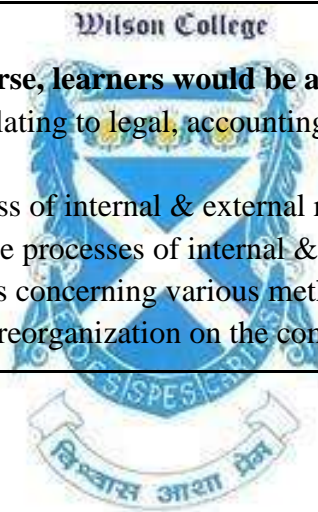 Wilson College
rse, learners would be a
lating to legal, accounting
ss of internal & external r
e processes of internal &
s concerning various meth
reorganization on the con
SPES
विश्वास आशा प्रेम